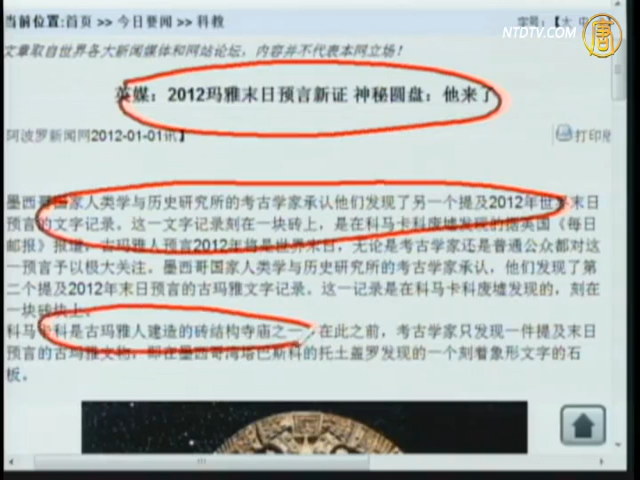 当前位置:首页 >> 今日要闻 >> 科教
字号:【大 中
NTDTV.COM
文章取自世界各大新闻媒体和网站论坛，内容并不代表本网立场！
英媒：2012玛雅末日预言新证 神秘圆盘：他来了
阿波罗新闻网2012-01-01讯】
打印
墨西哥国家人类学与历史研究所的考古学家承认他们发现了另一个提及2012年世界末日
预言的文字记录。这一文字记录刻在一块砖上，是在科马卡科废墟发现的据英国《每日
邮报》报道，古玛雅人预言2012年将是世界末日，无论是考古学家还是普通公众都对这
一预言予以极大关注。墨西哥国家人类学与历史研究所的考古学家承认，他们发现了第
二个提及2012年末日预言的古玛雅文字记录。这一记录是在科马卡科废墟发现的，刻在
一块砖块上。
科马卡科是古玛雅人建造的砖结构寺庙之一。在此之前，考古学家只发现一件提及末日
预言的古玛雅文物，即在墨西哥湾塔巴斯科的托土盖罗发现的一个刻着象形文字的石
板。